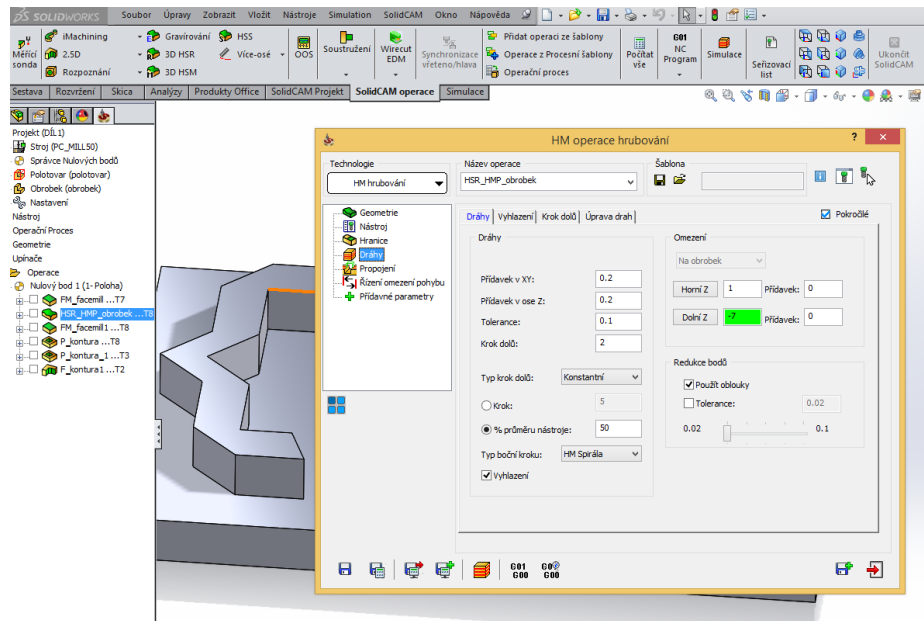 SOLIDWORKS Soubor Úpravy Zobrazit Vložit Nástroje Simulation SolidCAM Okno Nápověda
Měřící sonda
iMachining
2.5D
Rozpoznání
Gravírování
3D HSR
3D HSM
HSS
Více-osé
OOS
Soustružení
Wirecut EDM
Synchronizace vřeteno/hlava
Přidat operaci ze šablony
Operace z Procesní šablony
Operační proces
Počítat vše
G01
NC
Program
Simulace
Seřizovací list
Ukončit SolidCAM
Sestava Rozvržení Skica Analýzy Produkty Office SolidCAM Projekt SolidCAM operace Simulace
Projekt (DÍL1)
Stroj (PC_MILL50)
Správce Nulových bodů
Polotovar (polotovar)
Obrobek (obrobek)
Nastavení
Nástroj
Operační Proces
Geometrie
Upínače
Operace
Nulový bod 1 (1- Poloha)
FM_facemill ...T7
HSR_HMP_obrobek ...T8
FM_facemill1 ...T8
P_kontura ...T8
P_kontura_1 ...T3
F_kontura1 ...T2
HM operace hrubování
? ×
Technologie
HM hrubování
Název operace
HSR_HMP_obrobek
Šablona
Geometrie
Nástroj
Hranice
Dráhy
Propojení
Řízení omezení pohybu
Přídavné parametry
Dráhy Vyhlazení Krok dolů Úprava drah
Pokročilé
Dráhy
Přídavek v XY: 0.2
Přídavek v ose Z: 0.2
Tolerance: 0.1
Krok dolů: 2
Typ krok dolů: Konstantní
Krok: 5
% průměru nástroje: 50
Typ boční kroku: HM Spirála
Vyhlazení
Omezení
Na obrobek
Horní Z 1 Přídavek: 0
Dolní Z -7 Přídavek: 0
Redukce bodů
Použít oblouky
Tolerance: 0.02
0.02 0.1
G01
G00
G0
G00